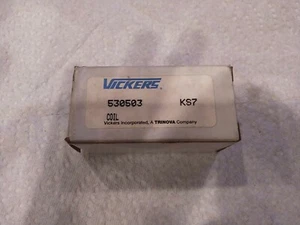 VICKERS
530503 KS7
COIL
Vickers Incorporated, A TRINOVA Company